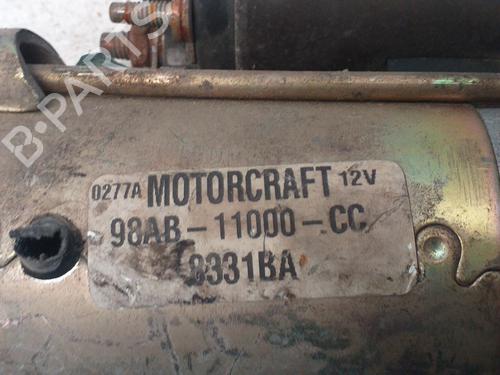 B-PARTS
0277A MOTORCRAFT 12V
98AB-11000-CC
8331BA